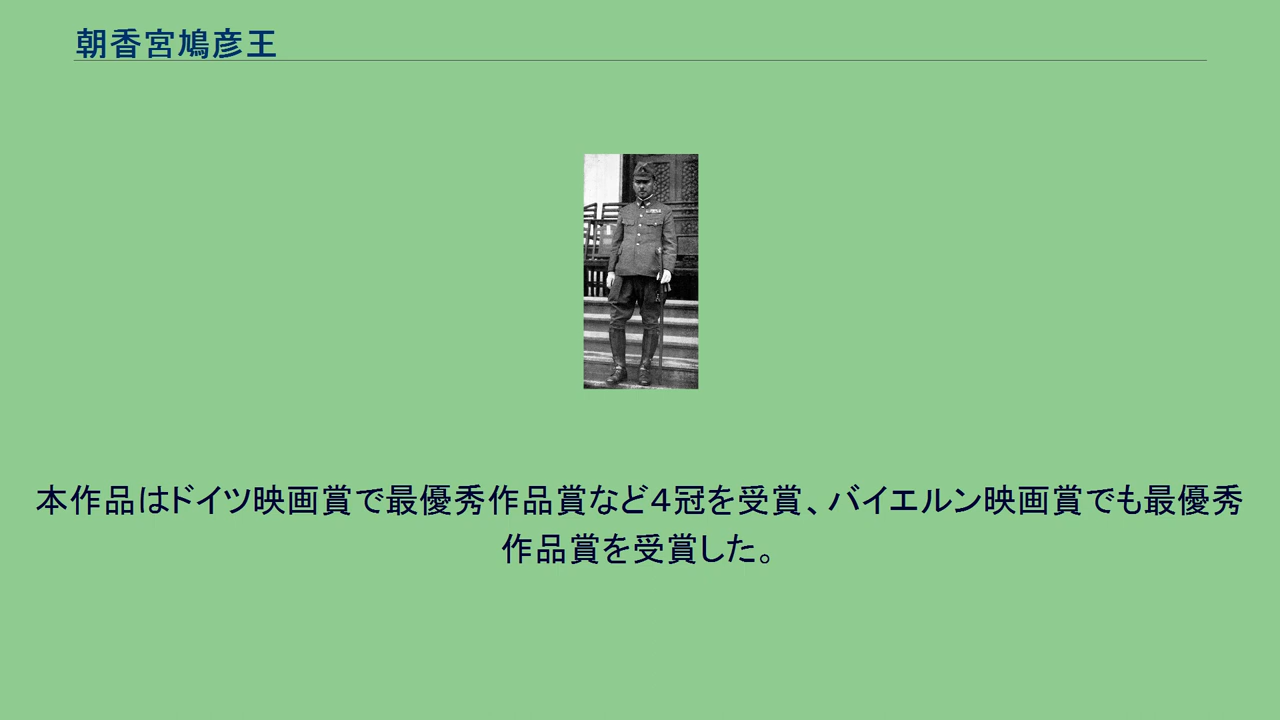 朝香宮鳩彦王
本作品はドイツ映画賞で最優秀作品賞など４冠を受賞、バイエルン映画賞でも最優秀
作品賞を受賞した。